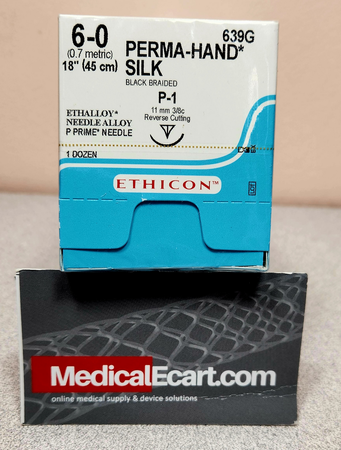 6-0
(0.7 metric)
18" (45 cm)
639G
PERMA-HAND*
SILK
BLACK BRAIDED
P-1
11 mm 3/8c
Reverse Cutting
ETHALLOY*
NEEDLE ALLOY
P PRIME* NEEDLE
1 DOZEN
ETHICON™
MedicalEcart.com
online medical supply & device solutions